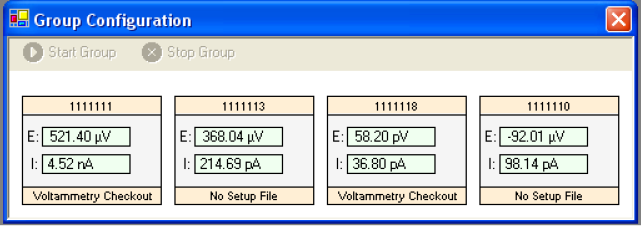 Group Configuration
Start Group Stop Group
1111111 1111113 1111118 1111110
E: 521.40 µV E: 368.04 µV E: 58.20 pV E: -92.01 µV
I: 4.52 nA I: 214.69 pA I: 36.80 pA I: 98.14 pA
Voltammetry Checkout No Setup File Voltammetry Checkout No Setup File